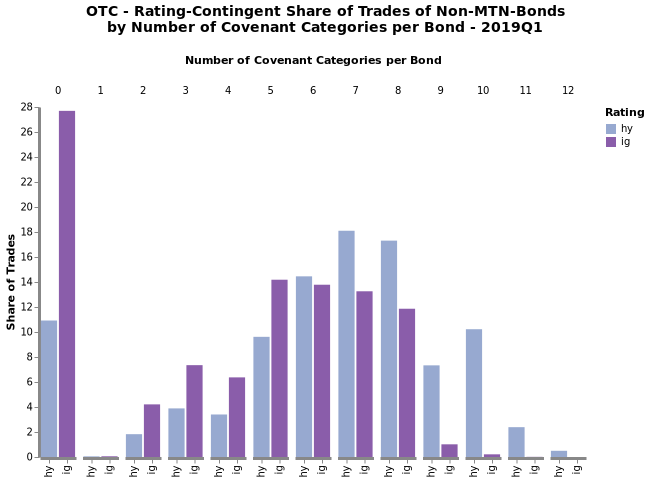 OTC - Rating-Contingent Share of Trades of Non-MTN-Bonds
by Number of Covenant Categories per Bond - 2019Q1
Number of Covenant Categories per Bond
0 1 2 3 4 5 6 7 8 9 10 11 12
Rating
hy
ig
Share of Trades
28
26
24
22
20
18
16
14
12
10
8
6
4
2
0
hy ig hy ig hy ig hy ig hy ig hy ig hy ig hy ig hy ig hy ig hy ig hy ig hy ig